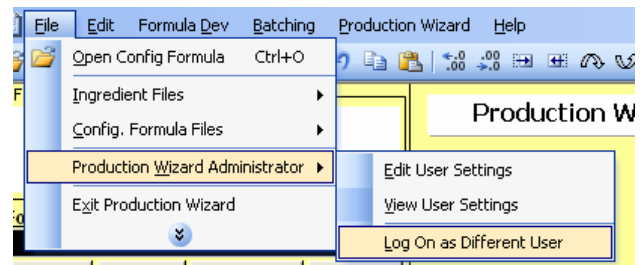 File Edit Formula Dev Batching Production Wizard Help
Open Config Formula Ctrl+O
Ingredient Files
Config. Formula Files
Production W
Production Wizard Administrator
Edit User Settings
Exit Production Wizard
View User Settings
Log On as Different User